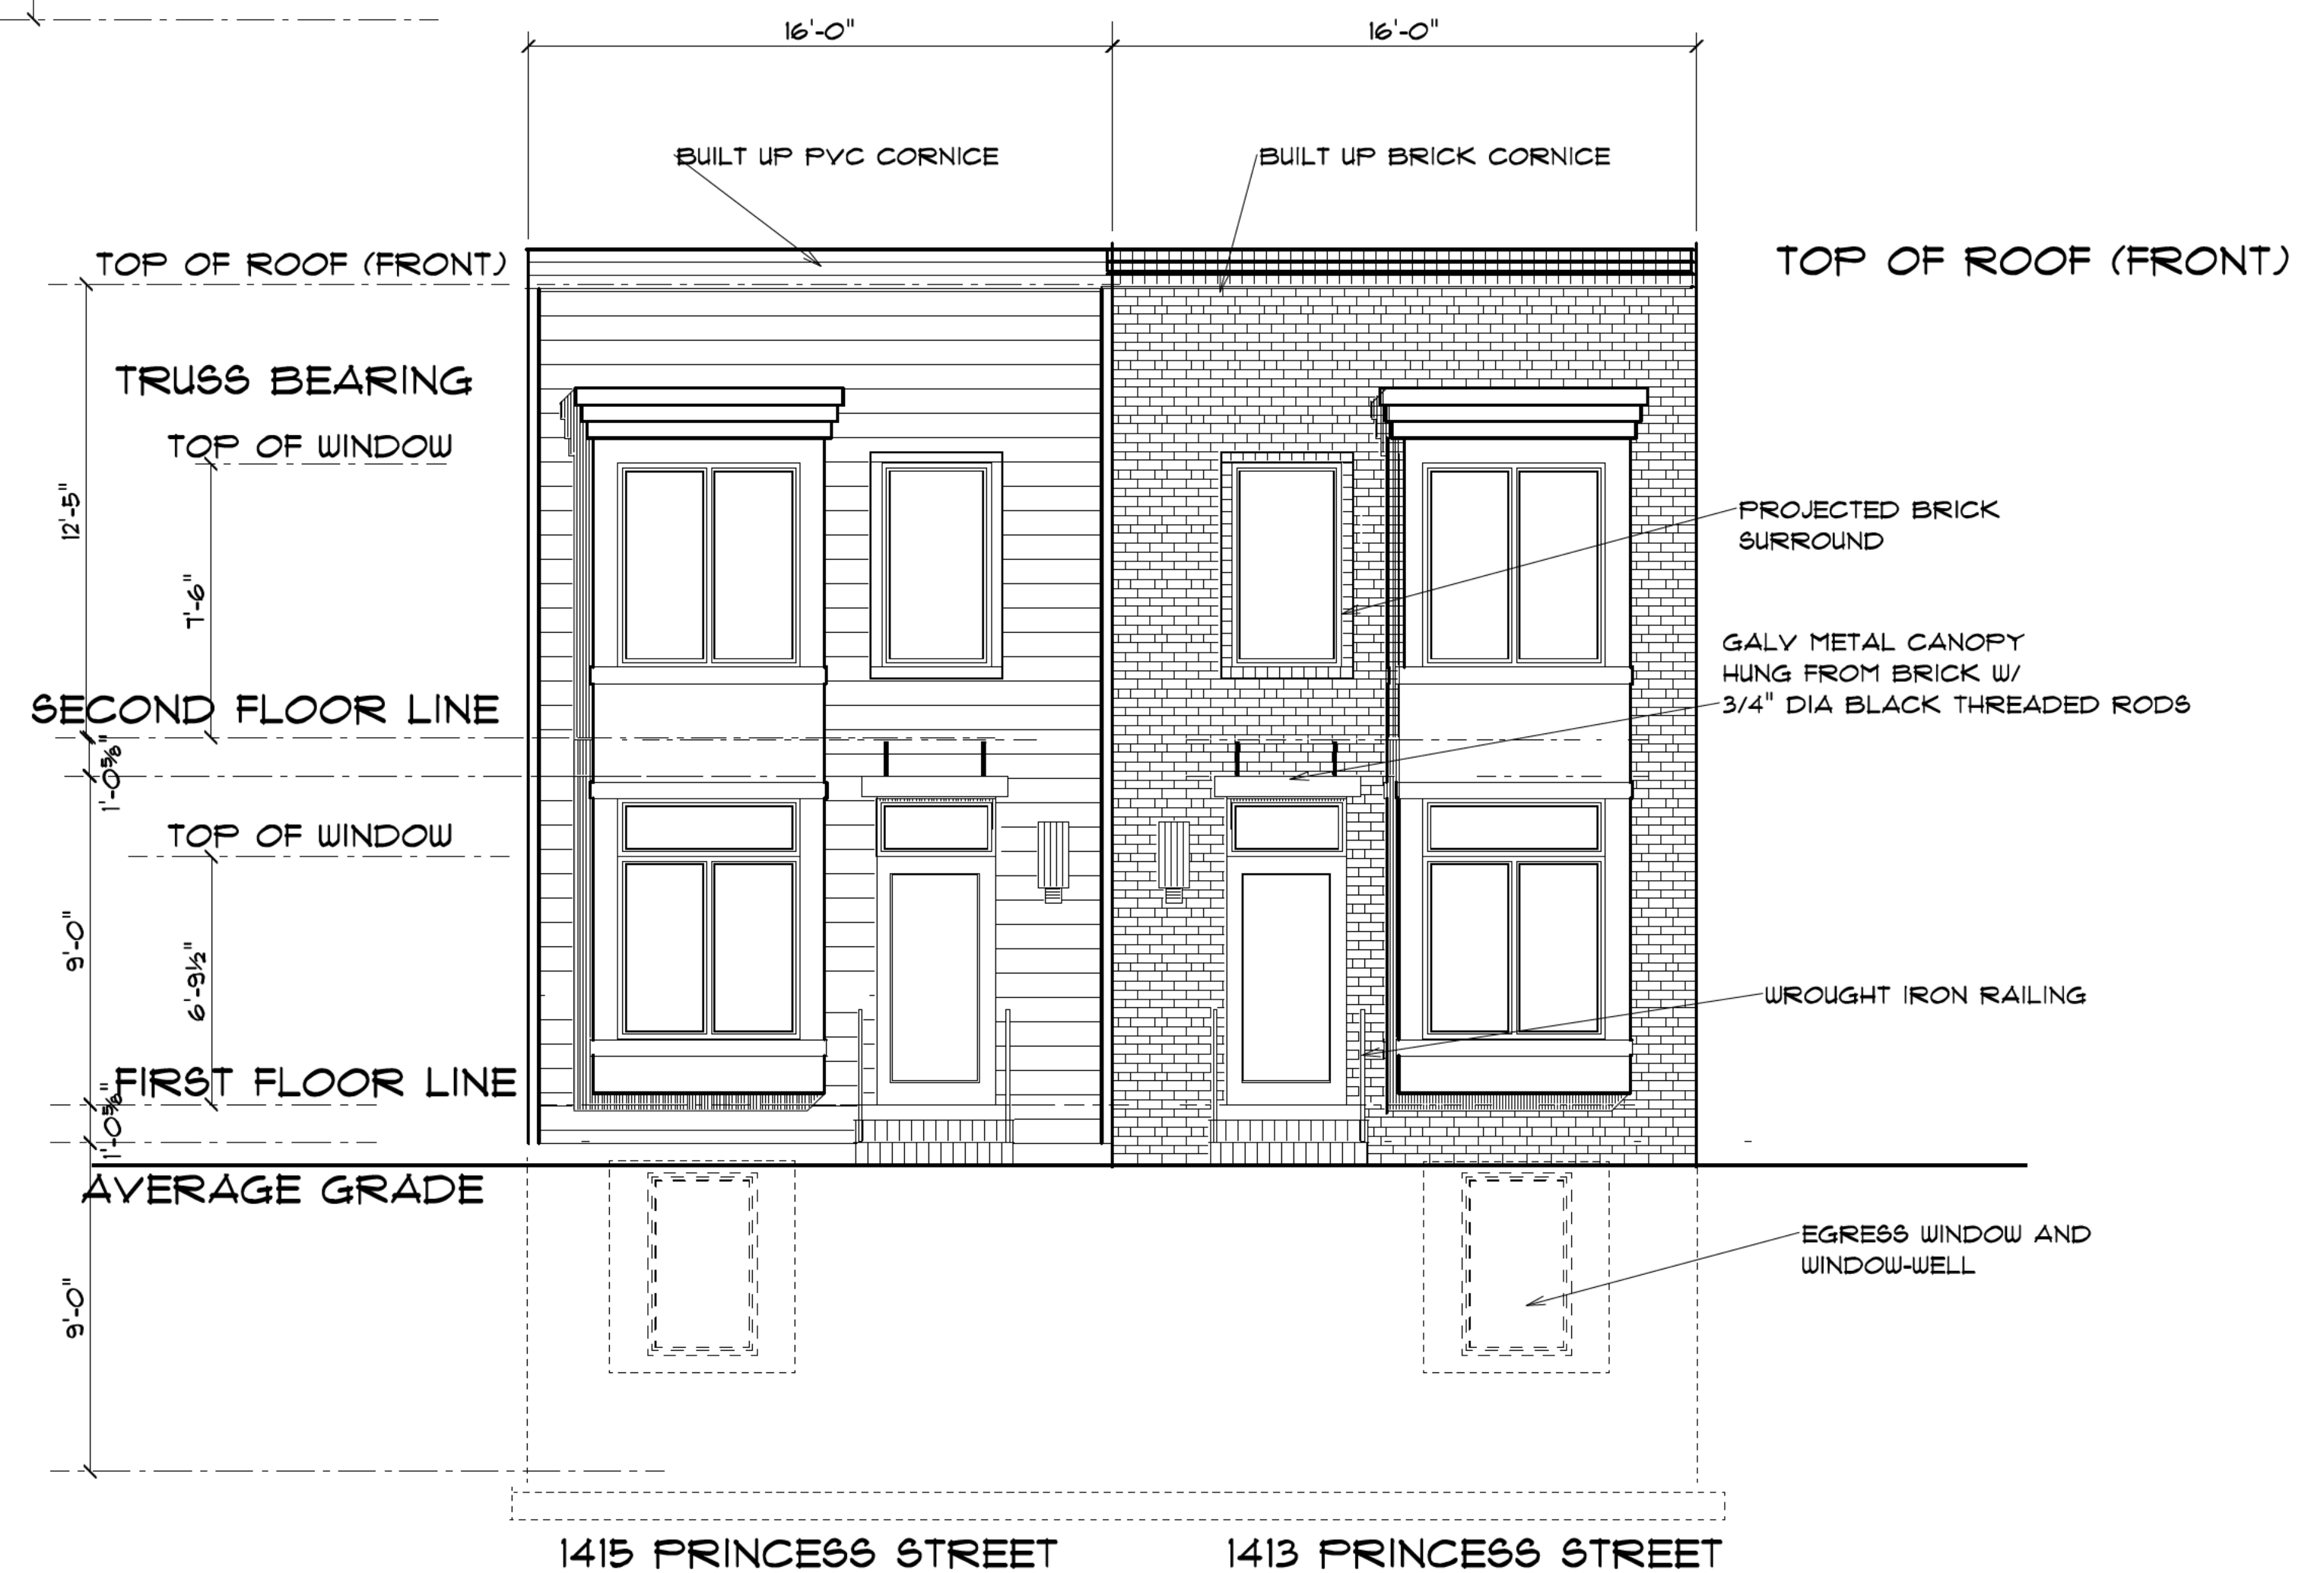 16'-0" 16'-0"
BUILT UP PVC CORNICE BUILT UP BRICK CORNICE
TOP OF ROOF (FRONT) TOP OF ROOF (FRONT)
TRUSS BEARING
TOP OF WINDOW
12'-5"
7'-6"
PROJECTED BRICK
SURROUND
GALV METAL CANOPY
HUNG FROM BRICK W/
3/4" DIA BLACK THREADED RODS
SECOND FLOOR LINE
1'-0⅝"
TOP OF WINDOW
9'-0"
6'-9½"
WROUGHT IRON RAILING
FIRST FLOOR LINE
1'-0⅝"
AVERAGE GRADE
EGRESS WINDOW AND
WINDOW-WELL
9'-0"
1415 PRINCESS STREET 1413 PRINCESS STREET